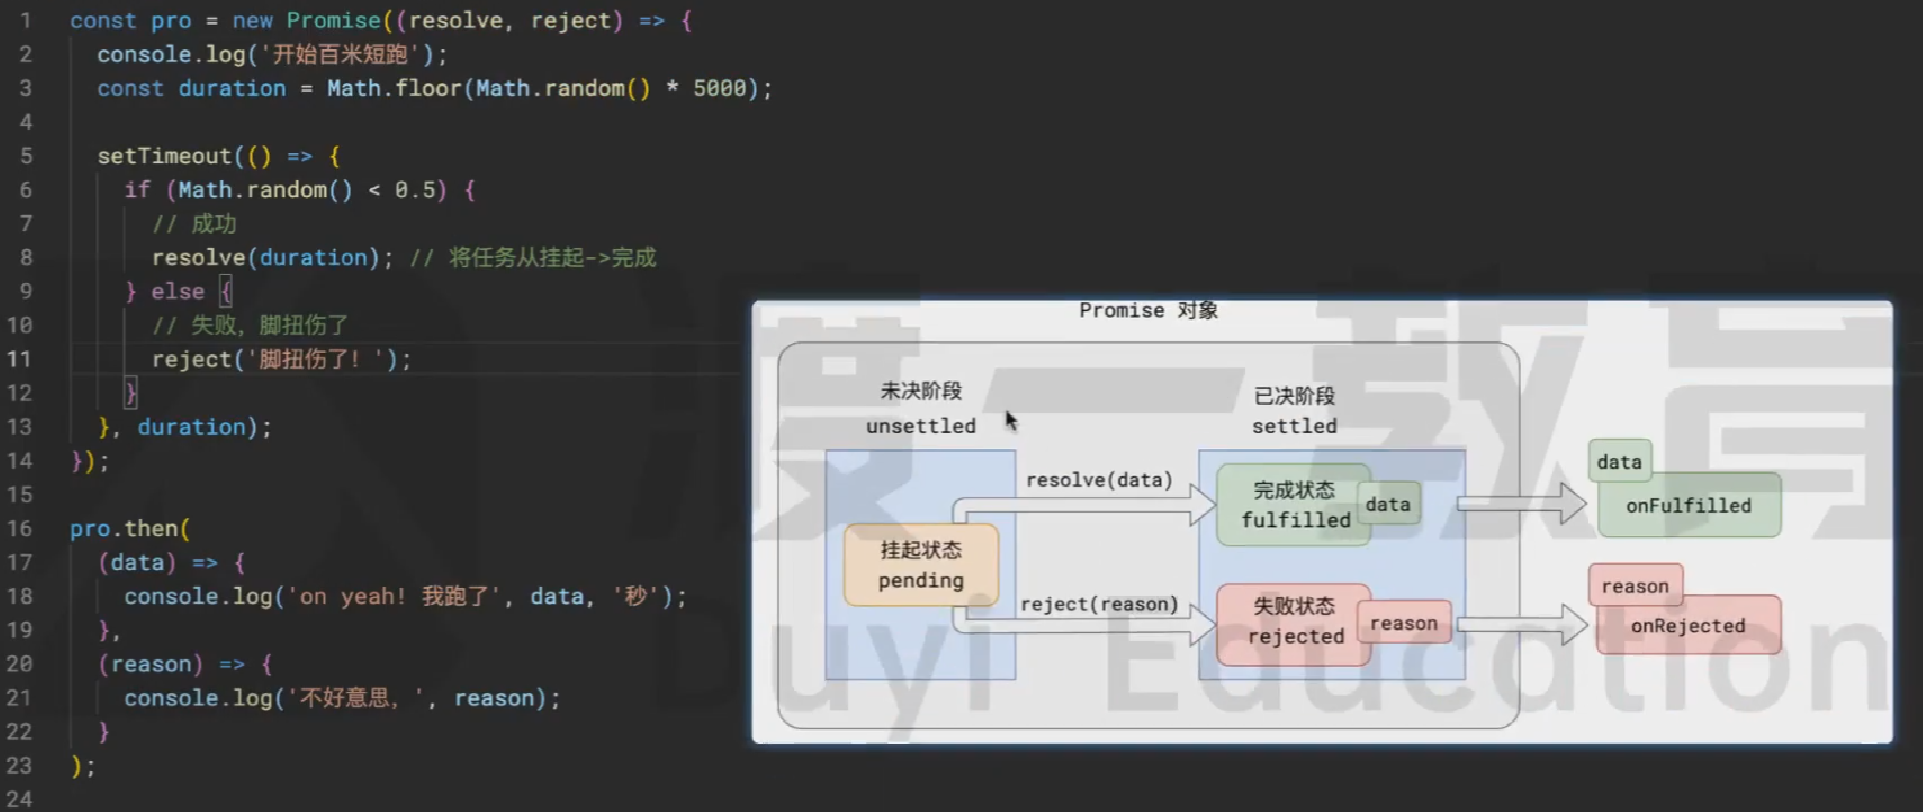 1 const pro = new Promise((resolve, reject) => {
2 console.log('开始百米短跑');
3 const duration = Math.floor(Math.random() * 5000);
4
5 setTimeout(() => {
6 if (Math.random() < 0.5) {
7 // 成功
8 resolve(duration); // 将任务从挂起->完成
9 } else {
10 // 失败，脚扭伤了
11 reject('脚扭伤了！');
12 }
13 }, duration);
14 });
15
16 pro.then(
17 (data) => {
18 console.log('on yeah! 我跑了', data, '秒');
19 },
20 (reason) => {
21 console.log('不好意思，', reason);
22 }
23 );
24
Promise 对象
未决阶段
unsettled
已决阶段
settled
resolve(data)
挂起状态
pending
reject(reason)
完成状态
fulfilled
data
失败状态
rejected
reason
data
onFulfilled
reason
onRejected
渡一教育
Duyi Education